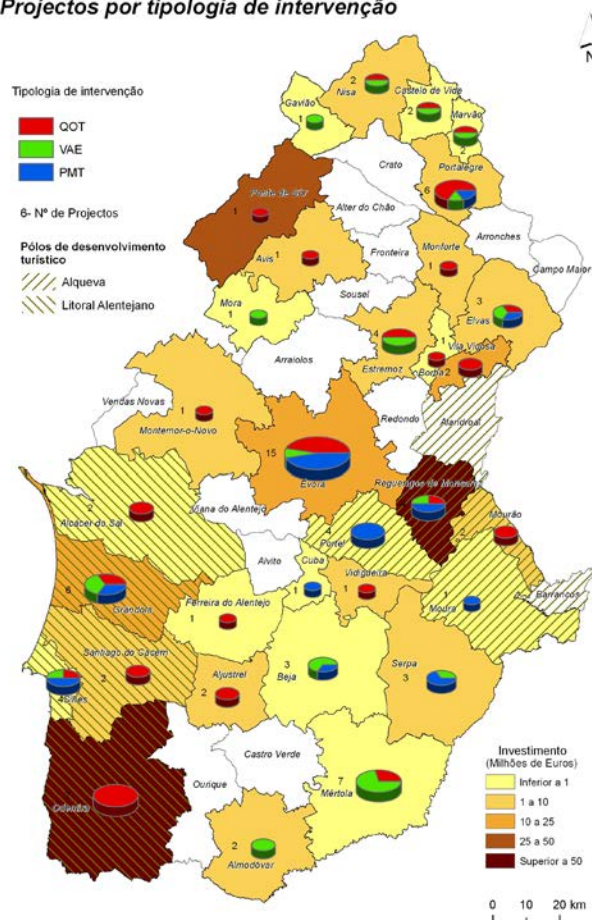 Projectos por tipologia de intervenção
N
Tipologia de intervenção
QOT
VAE
PMT
6- Nº de Projectos
Pólos de desenvolvimento
turístico
Alqueva
Litoral Alentejano
2
Nisa
Castelo de Vide
2
Gavião
1
Marvão
2
Crato
Portalegre
6
Ponte de Sôr
1
Alter do Chão
Arronches
Avis 1
Fronteira
Monforte
1
Campo Maior
Sousel
Mora
1
3
Elvas
4
Estremoz
1
Borba
Vila Viçosa
2
Arraiolos
Vendas Novas
1
Montemor-o-Novo
Redondo
Alandroal
15
Évora
Reguengos de Monsaraz
Mourão
2
2
Alcácer do Sal
Viana do Alentejo
4
Portel
Alvito
Cuba
1
Vidigueira
1
1
Moura
Barrancos
6
Grândola
Ferreira do Alentejo
1
Santiago do Cacém
2
4
Sines
Aljustrel
2
3
Beja
Serpa
3
Castro Verde
Ourique
7
Mértola
Odemira
2
Almodôvar
Investimento
(Milhões de Euros)
Inferior a 1
1 a 10
10 a 25
25 a 50
Superior a 50
0 10 20 km